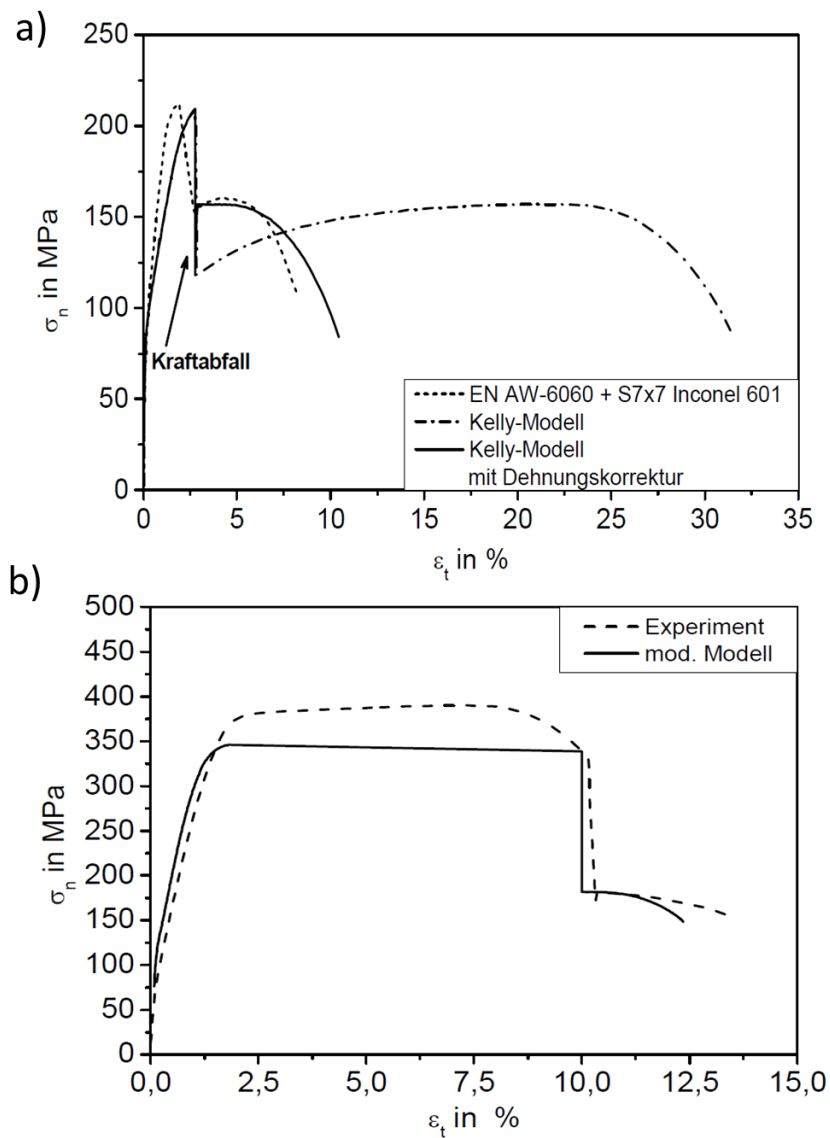 a)
250
200
150
100
50
0
σn in MPa
Kraftabfall
EN AW-6060 + S7x7 Inconel 601
Kelly-Modell
Kelly-Modell
mit Dehnungskorrektur
0 5 10 15 20 25 30 35
εt in %
b)
500
450
400
350
300
250
200
150
100
50
0
σn in MPa
Experiment
mod. Modell
0,0 2,5 5,0 7,5 10,0 12,5 15,0
εt in %